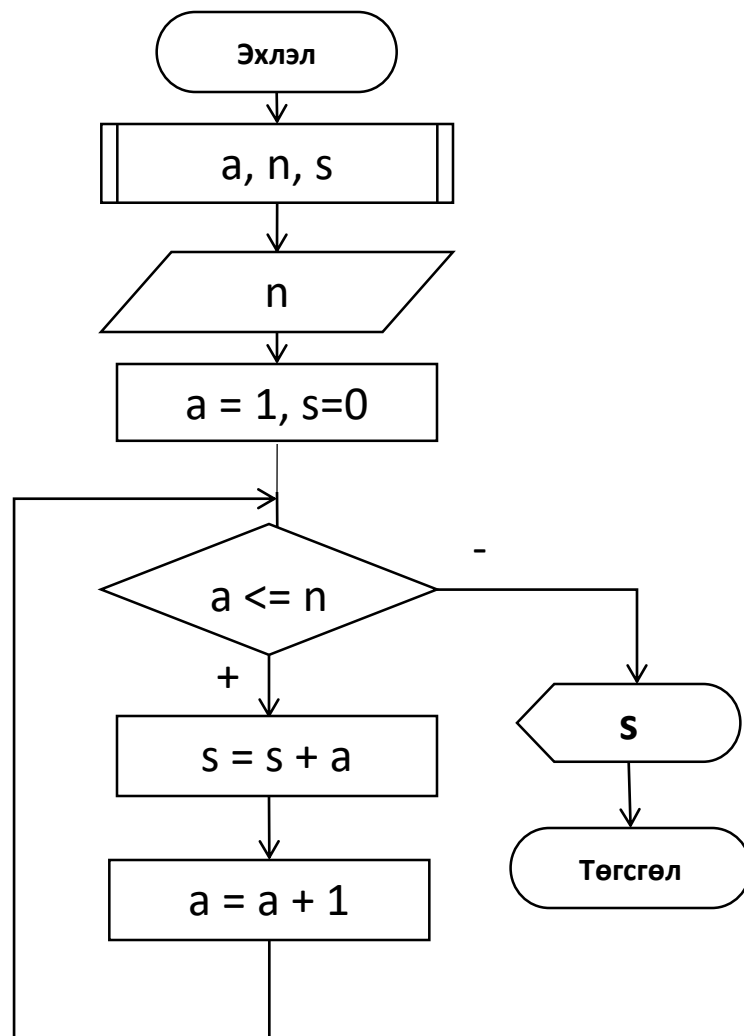 Эхлэл
a, n, s
n
a = 1, s=0
a <= n
-
+
s = s + a
s
a = a + 1
Төгсгөл